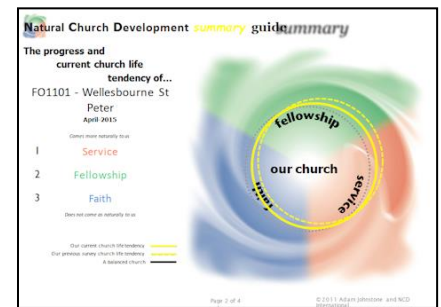 Natural Church Development summary guide summary
The progress and
current church life
tendency of...
FO1101 - Wellesbourne St
Peter
April 2015
Comes more naturally to us
1 Service
2 Fellowship
3 Faith
Does not come as naturally to us
Our current church life tendency
Our previous survey church life tendency
A balanced church
fellowship
our church
service
faith
Page 2 of 4
©2011 Adam Johnstone and NCD
International